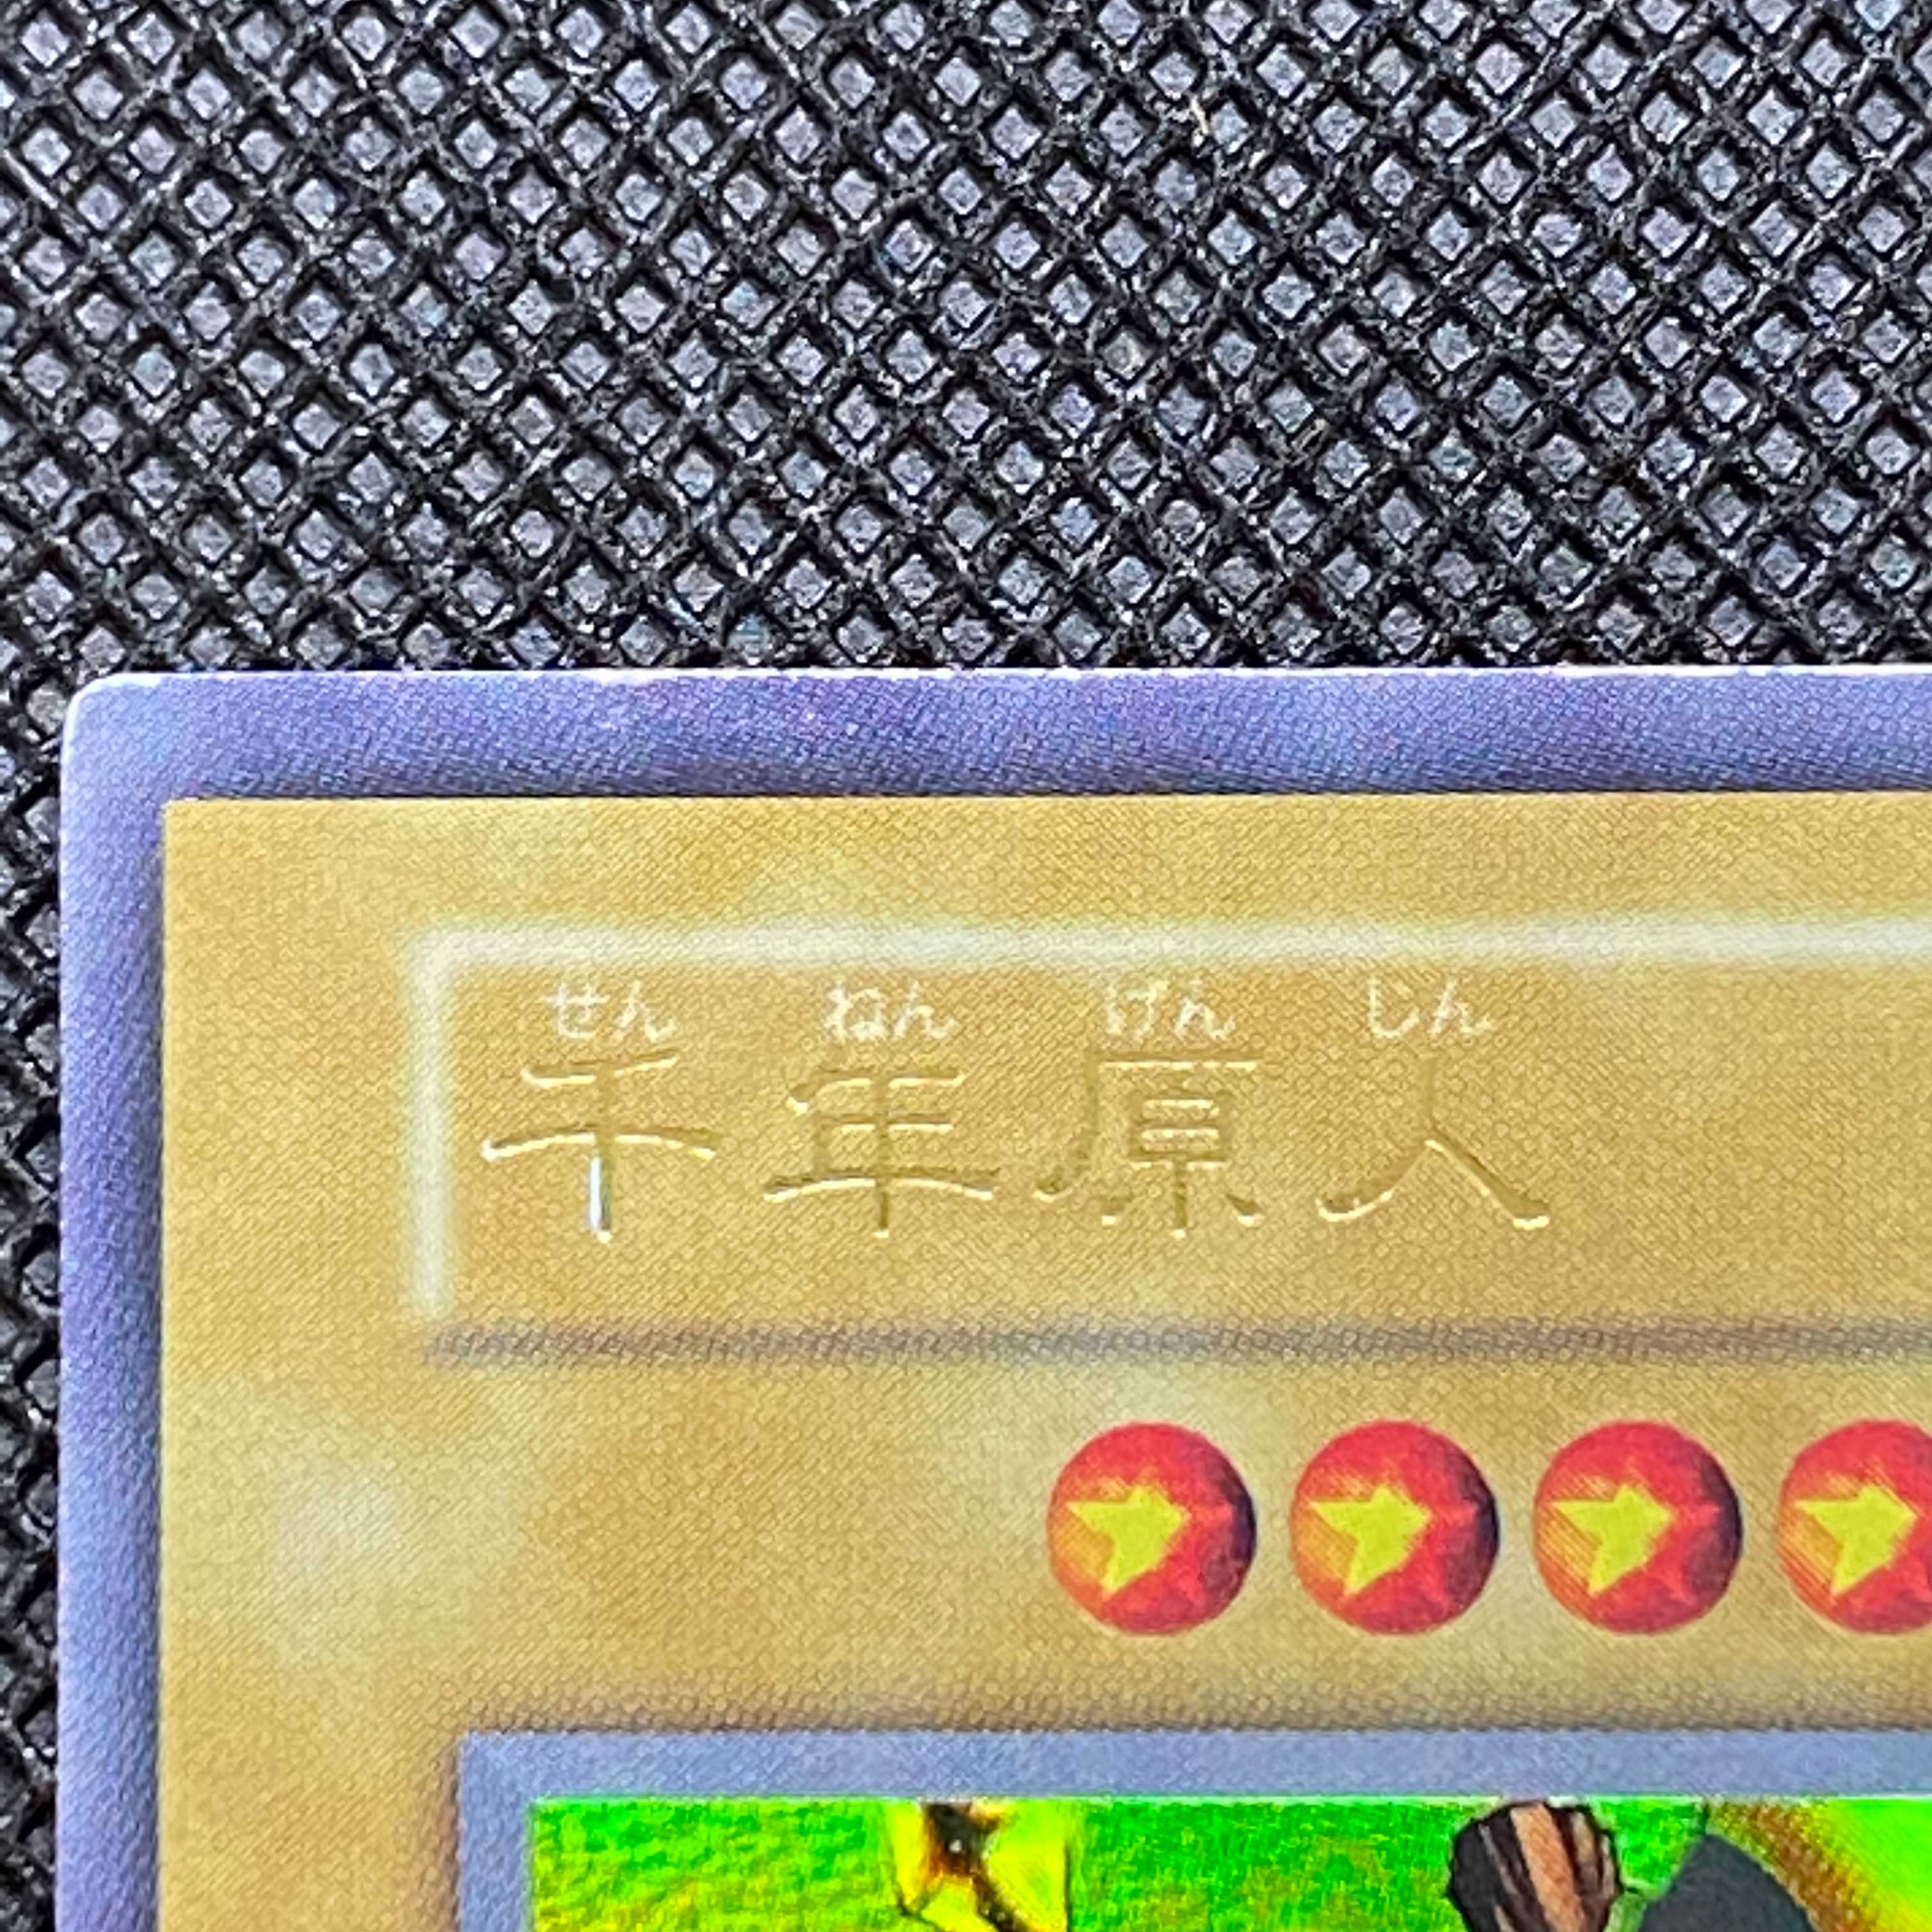 せん ねん げん じん
千年原人